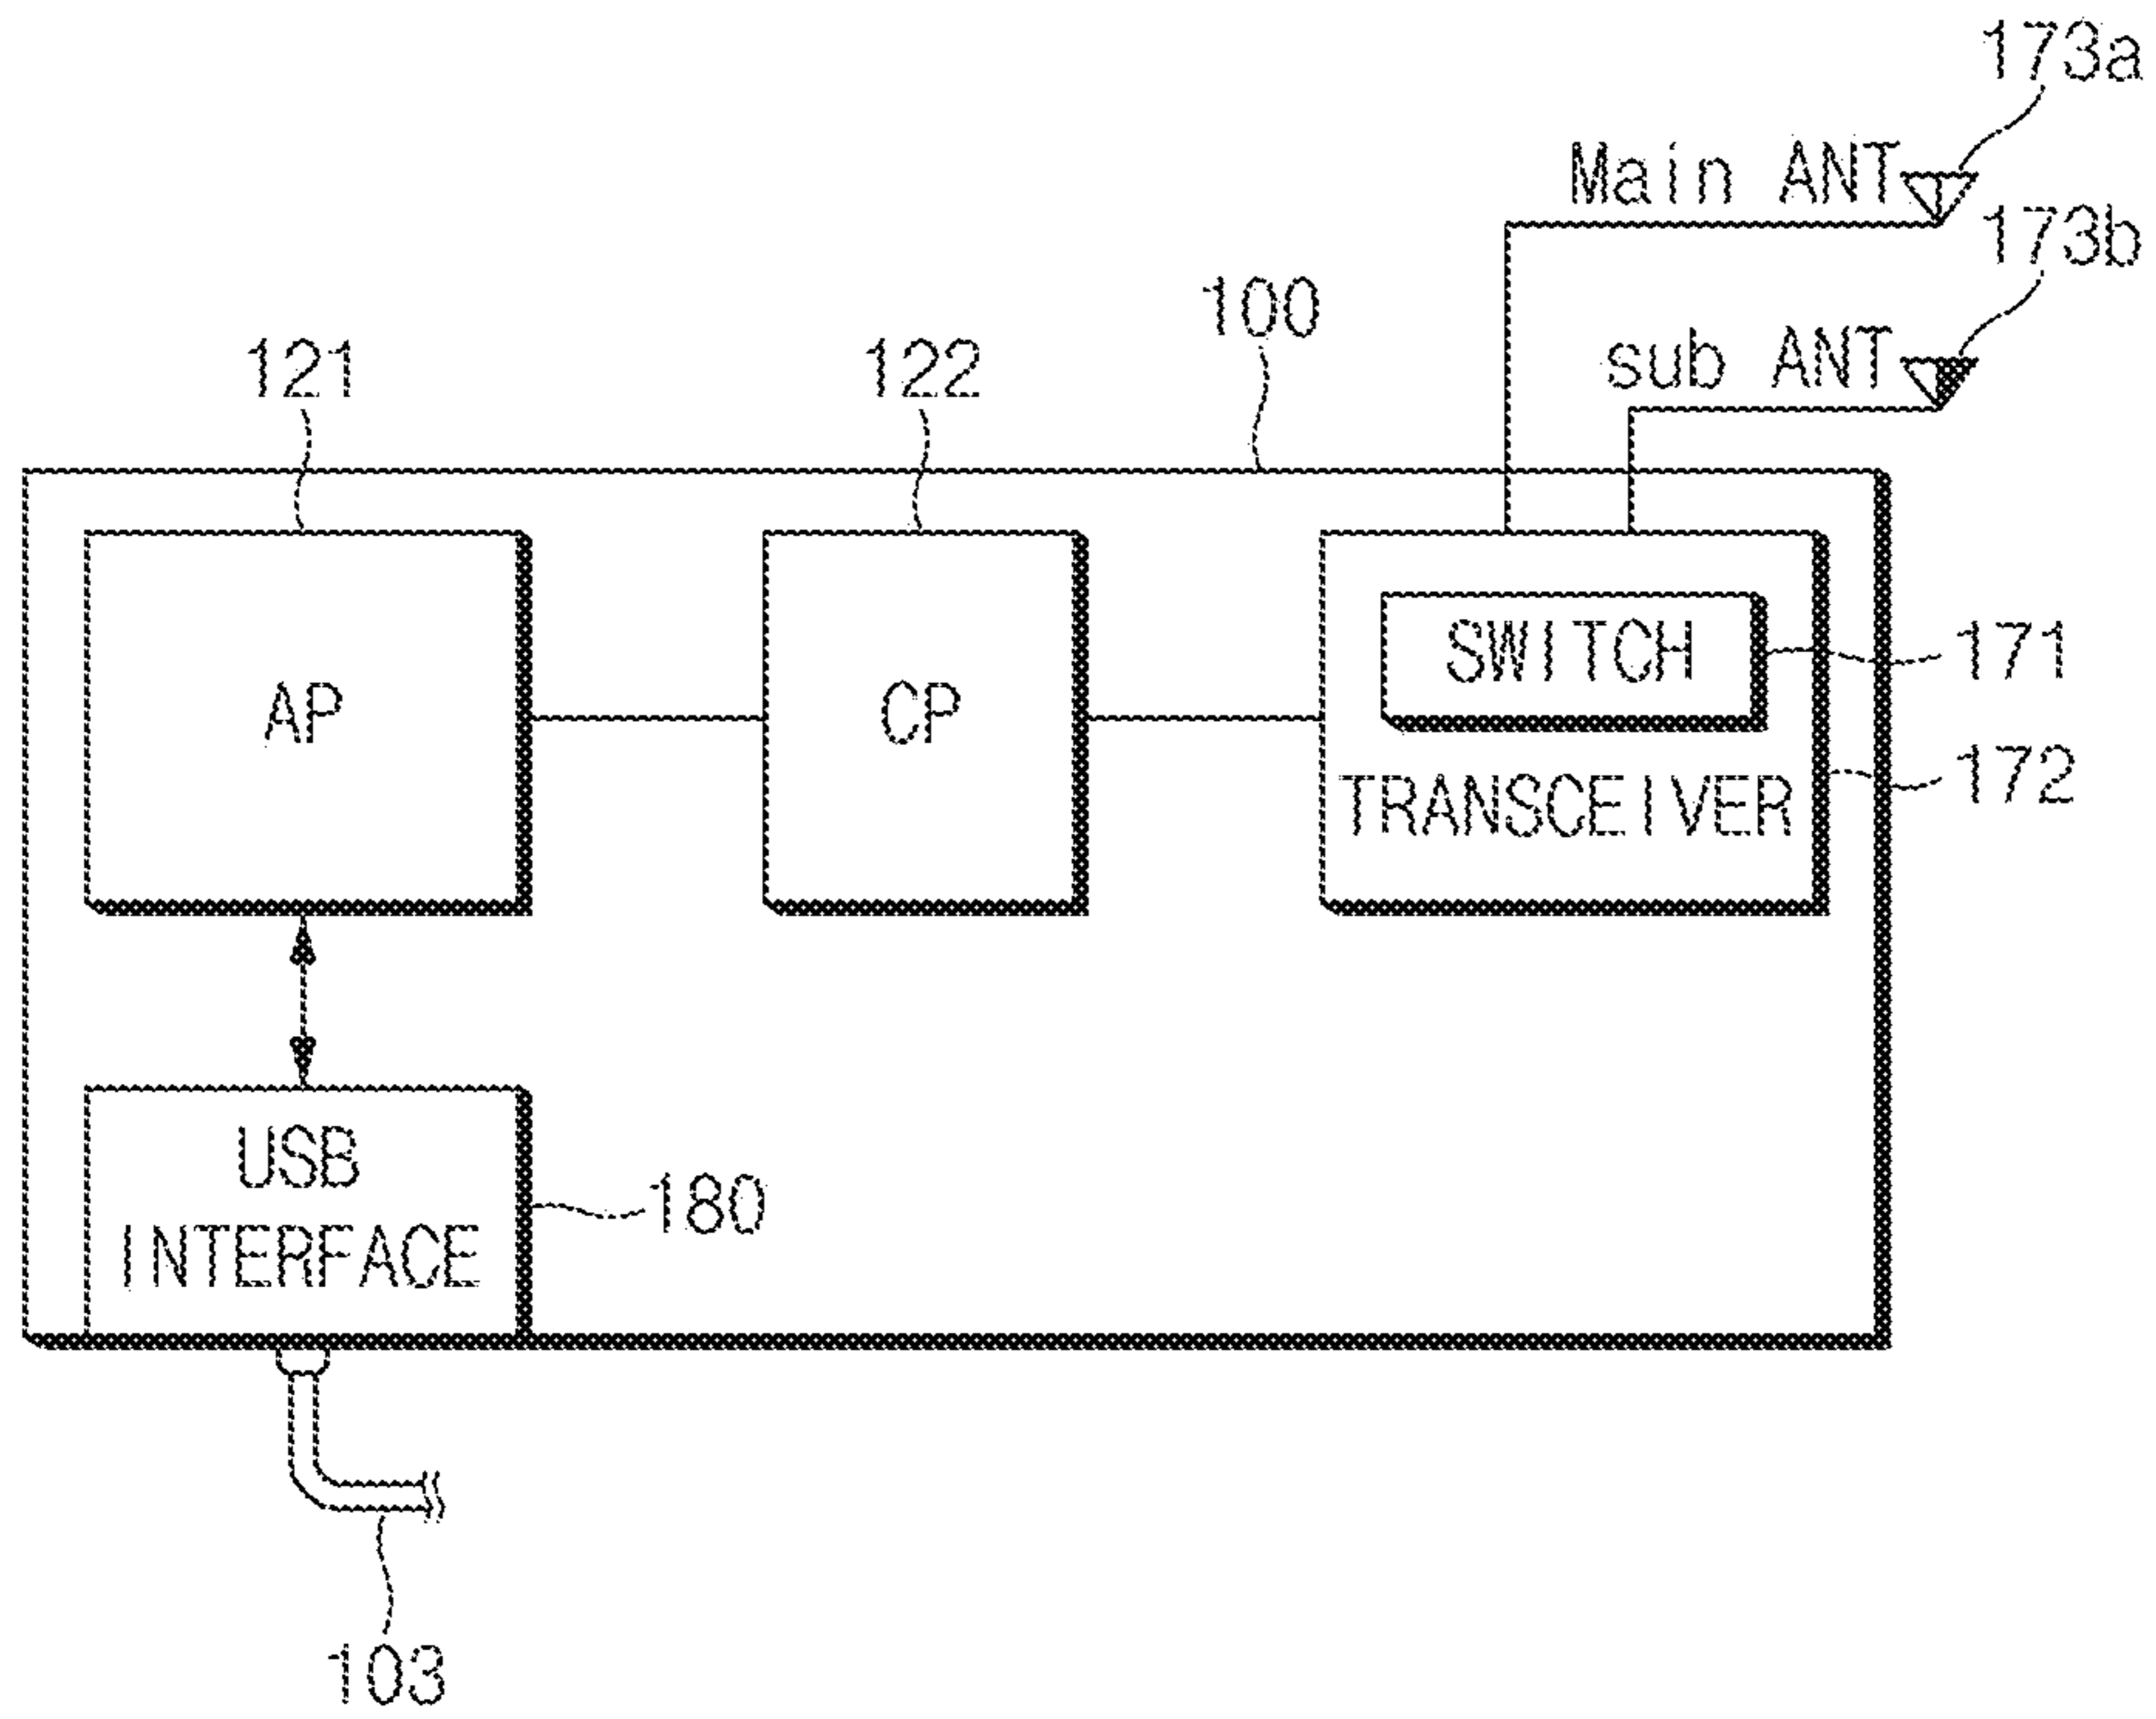 173a
Main ANT
173b
100
sub ANT
121
122
SWITCH
171
AP
CP
172
TRANSCEIVER
USB
INTERFACE
180
103